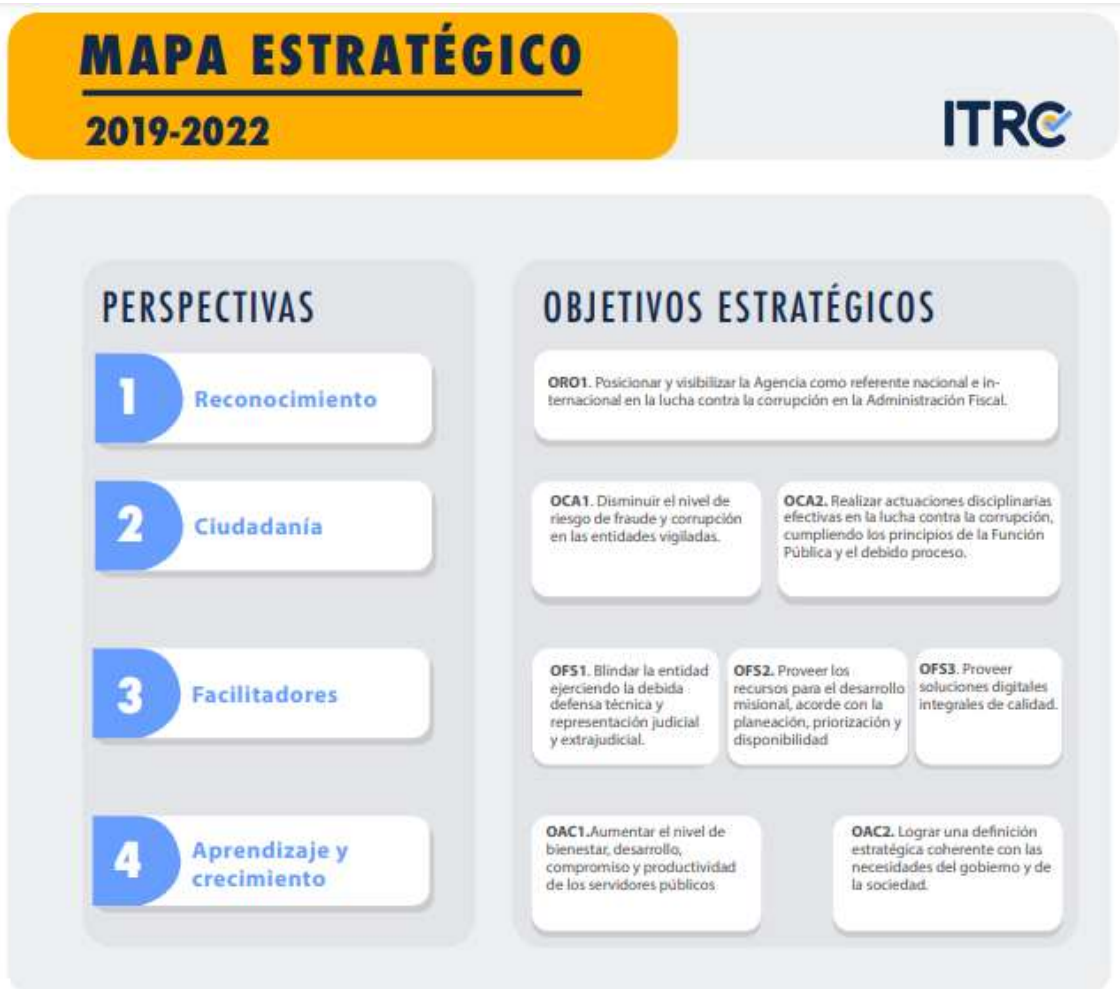 MAPA ESTRATÉGICO
2019-2022
ITRC
PERSPECTIVAS
OBJETIVOS ESTRATÉGICOS
1
Reconocimiento
ORO1. Posicionar y visibilizar la Agencia como referente nacional e in-
ternacional en la lucha contra la corrupción en la Administración Fiscal.
2
Ciudadanía
OCA1. Disminuir el nivel de
riesgo de fraude y corrupción
en las entidades vigiladas.
OCA2. Realizar actuaciones disciplinarias
efectivas en la lucha contra la corrupción,
cumpliendo los principios de la Función
Pública y el debido proceso.
3
Facilitadores
OFS1. Blindar la entidad
ejerciendo la debida
defensa técnica y
representación judicial
y extrajudicial.
OFS2. Proveer los
recursos para el desarrollo
misional, acorde con la
planeación, priorización y
disponibilidad
OFS3. Proveer
soluciones digitales
integrales de calidad.
4
Aprendizaje y
crecimiento
OAC1.Aumentar el nivel de
bienestar, desarrollo,
compromiso y productividad
de los servidores públicos
OAC2. Lograr una definición
estratégica coherente con las
necesidades del gobierno y de
la sociedad.